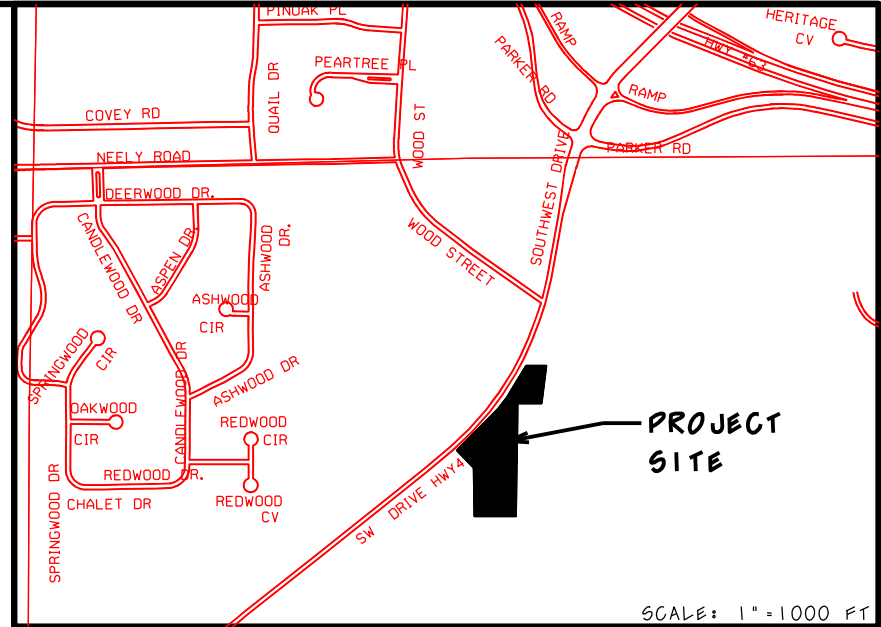 PINOAK PL
HERITAGE
CV
RAMP
HWY "63
PEARTREE PL
PARKER RD
QUAIL DR
RAMP
COVEY RD
WOOD ST
NEELY ROAD
PARKER RD
SOUTHWEST DRIVE
DEERWOOD DR.
CANDLEWOOD DR
ASPEN DR.
ASHWOOD
DR.
WOOD STREET
ASHWOOD
CIR
SPRINGWOOD
CIR
CANDLEWOOD DR
ASHWOOD DR
OAKWOOD
CIR
REDWOOD
CIR
PROJECT
SITE
SPRINGWOOD DR
REDWOOD DR.
CHALET DR
REDWOOD
CV
SW DRIVE HWY4
SCALE: 1"=1000 FT